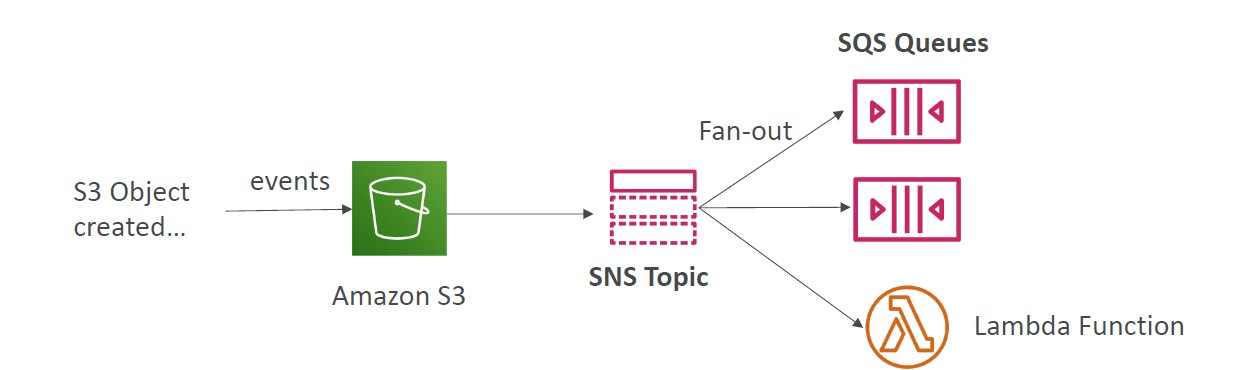 SQS Queues
Fan-out
events
S3 Object
created...
SNS Topic
Amazon S3
Lambda Function